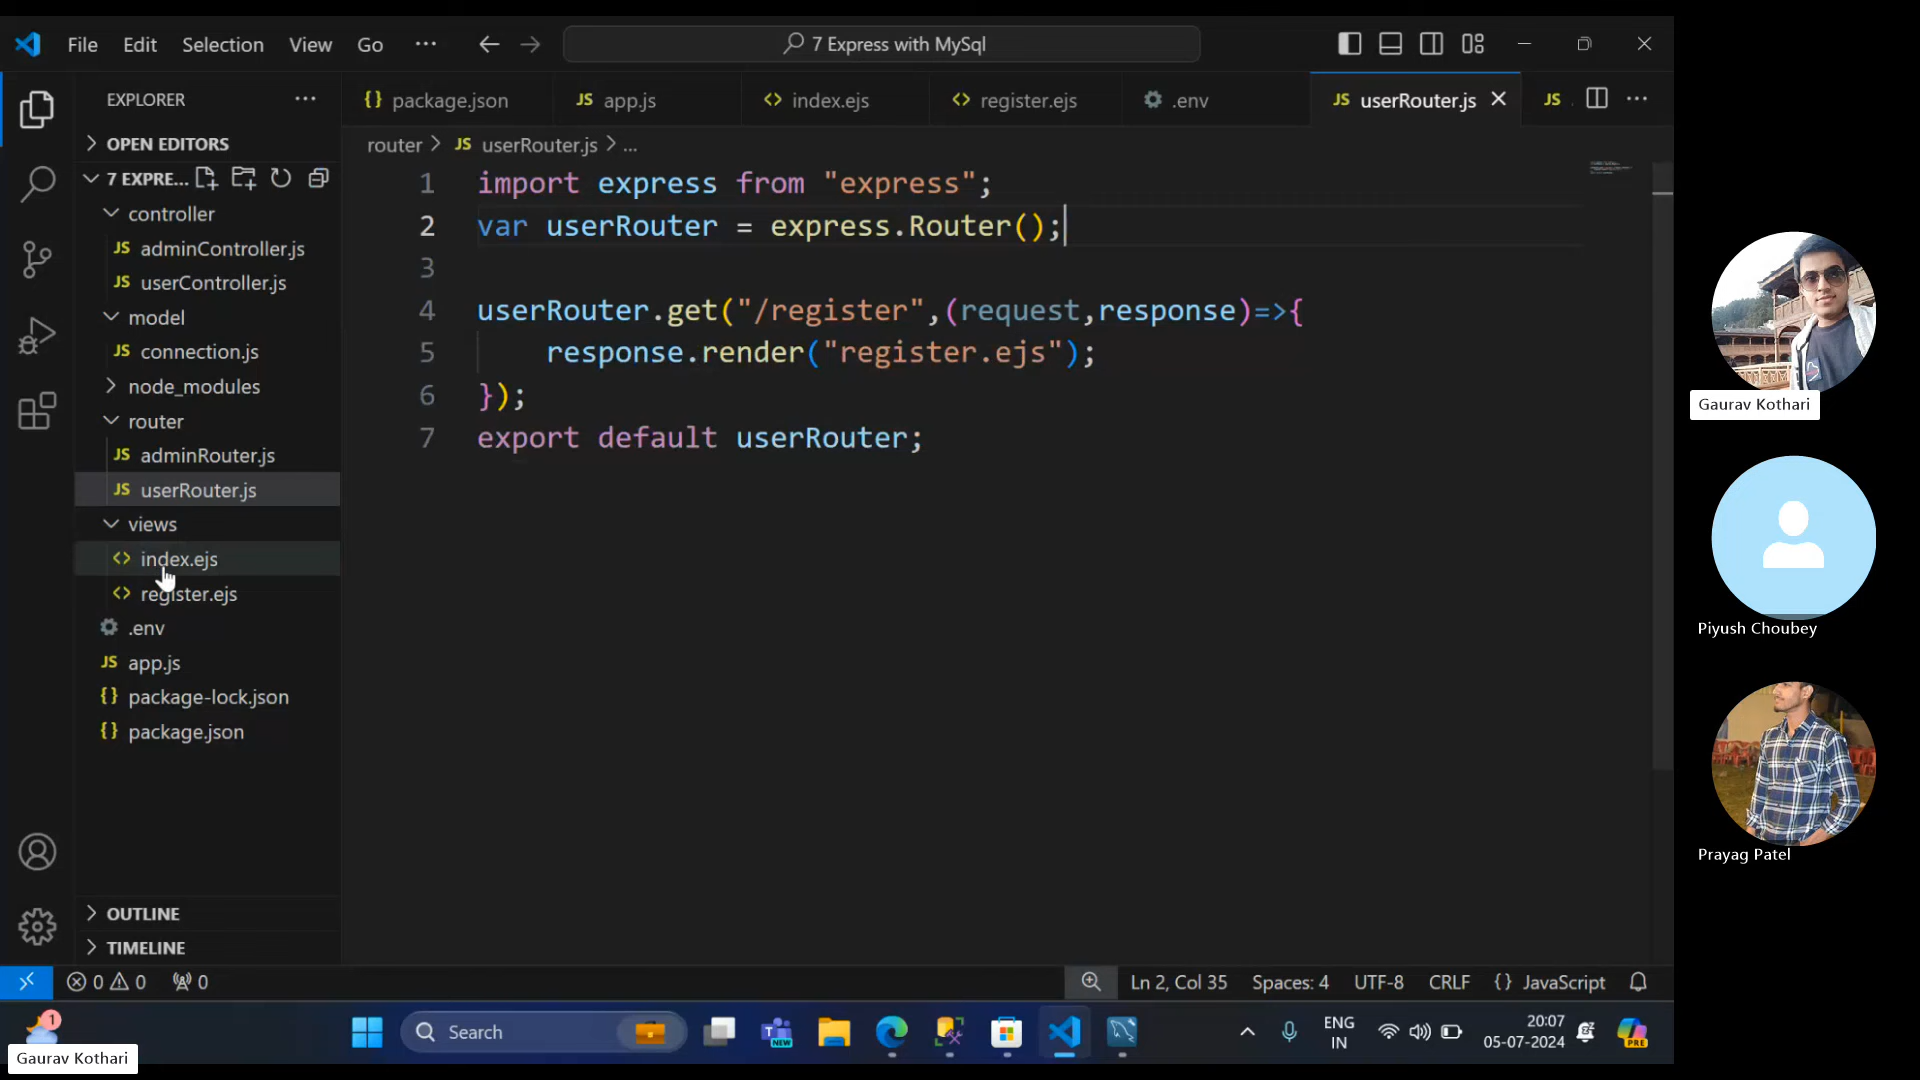 File Edit Selection View Go ··· 7 Express with MySql
EXPLORER
OPEN EDITORS
7 EXPRE...
controller
JS adminController.js
JS userController.js
model
JS connection.js
node_modules
router
JS adminRouter.js
JS userRouter.js
views
<> index.ejs
<> register.ejs
.env
JS app.js
{} package-lock.json
{} package.json
OUTLINE
TIMELINE
{} package.json JS app.js <> index.ejs <> register.ejs .env JS userRouter.js JS
router > JS userRouter.js > ...
1 import express from "express";
2 var userRouter = express.Router();
3
4 userRouter.get("/register",(request,response)=>{
5 response.render("register.ejs");
6 });
7 export default userRouter;
0 0 0 Ln 2, Col 35 Spaces: 4 UTF-8 CRLF {} JavaScript
1 Search NEW ENG 20:07
IN 05-07-2024 PRE
Gaurav Kothari
Gaurav Kothari
Piyush Choubey
Prayag Patel